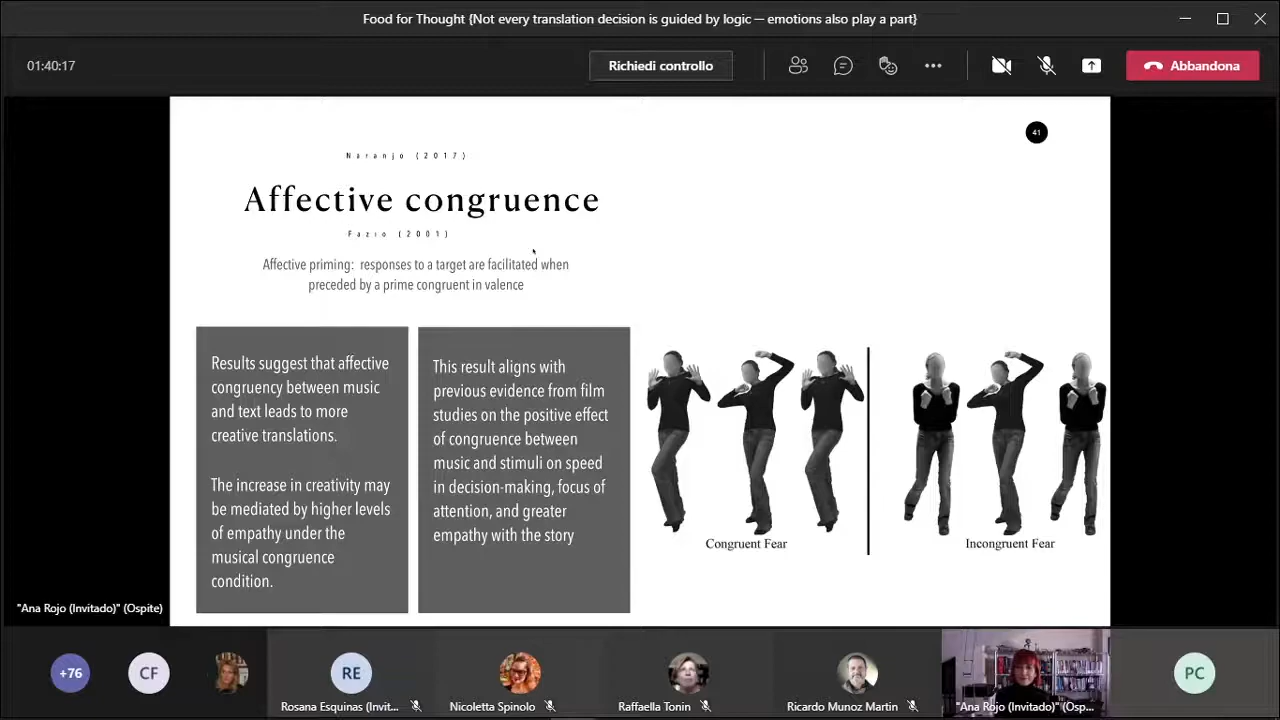 Food for Thought {Not every translation decision is guided by logic — emotions also play a part}
01:40:17
Richiedi controllo
Abbandona
41
Naranjo (2017)
Affective congruence
Fazio (2001)
Affective priming: responses to a target are facilitated when
preceded by a prime congruent in valence
Results suggest that affective
congruency between music
and text leads to more
creative translations.
The increase in creativity may
be mediated by higher levels
of empathy under the
musical congruence
condition.
This result aligns with
previous evidence from film
studies on the positive effect
of congruence between
music and stimuli on speed
in decision-making, focus of
attention, and greater
empathy with the story
Congruent Fear
Incongruent Fear
"Ana Rojo (Invitado)" (Ospite)
+76
CF
RE
Rosana Esquinas (Invit...
Nicoletta Spinolo
Raffaella Tonin
Ricardo Munoz Martin
"Ana Rojo (Invitado)" (Osp...
PC